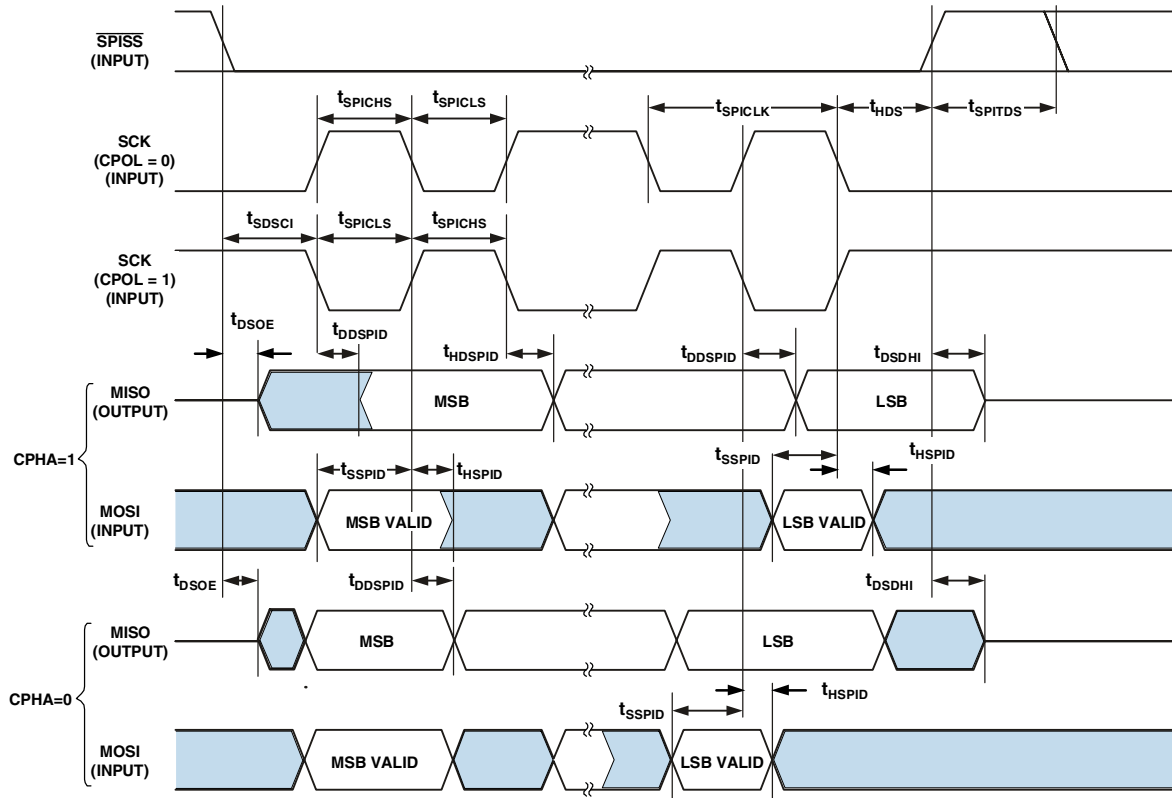 SPISS
(INPUT)
tSPICHS
tSPICLS
tSPICLK
tHDS
tSPITDS
SCK
(CPOL = 0)
(INPUT)
tSDSCI
tSPICLS
tSPICHS
SCK
(CPOL = 1)
(INPUT)
tDSOE
tDDSPID
tHDSPID
tDDSPID
tDSDHI
MISO
(OUTPUT)
MSB
LSB
CPHA=1
tSSPID
tHSPID
tSSPID
tHSPID
MOSI
(INPUT)
MSB VALID
LSB VALID
tDSOE
tDDSPID
tDSDHI
MISO
(OUTPUT)
MSB
LSB
CPHA=0
tSSPID
tHSPID
MOSI
(INPUT)
MSB VALID
LSB VALID